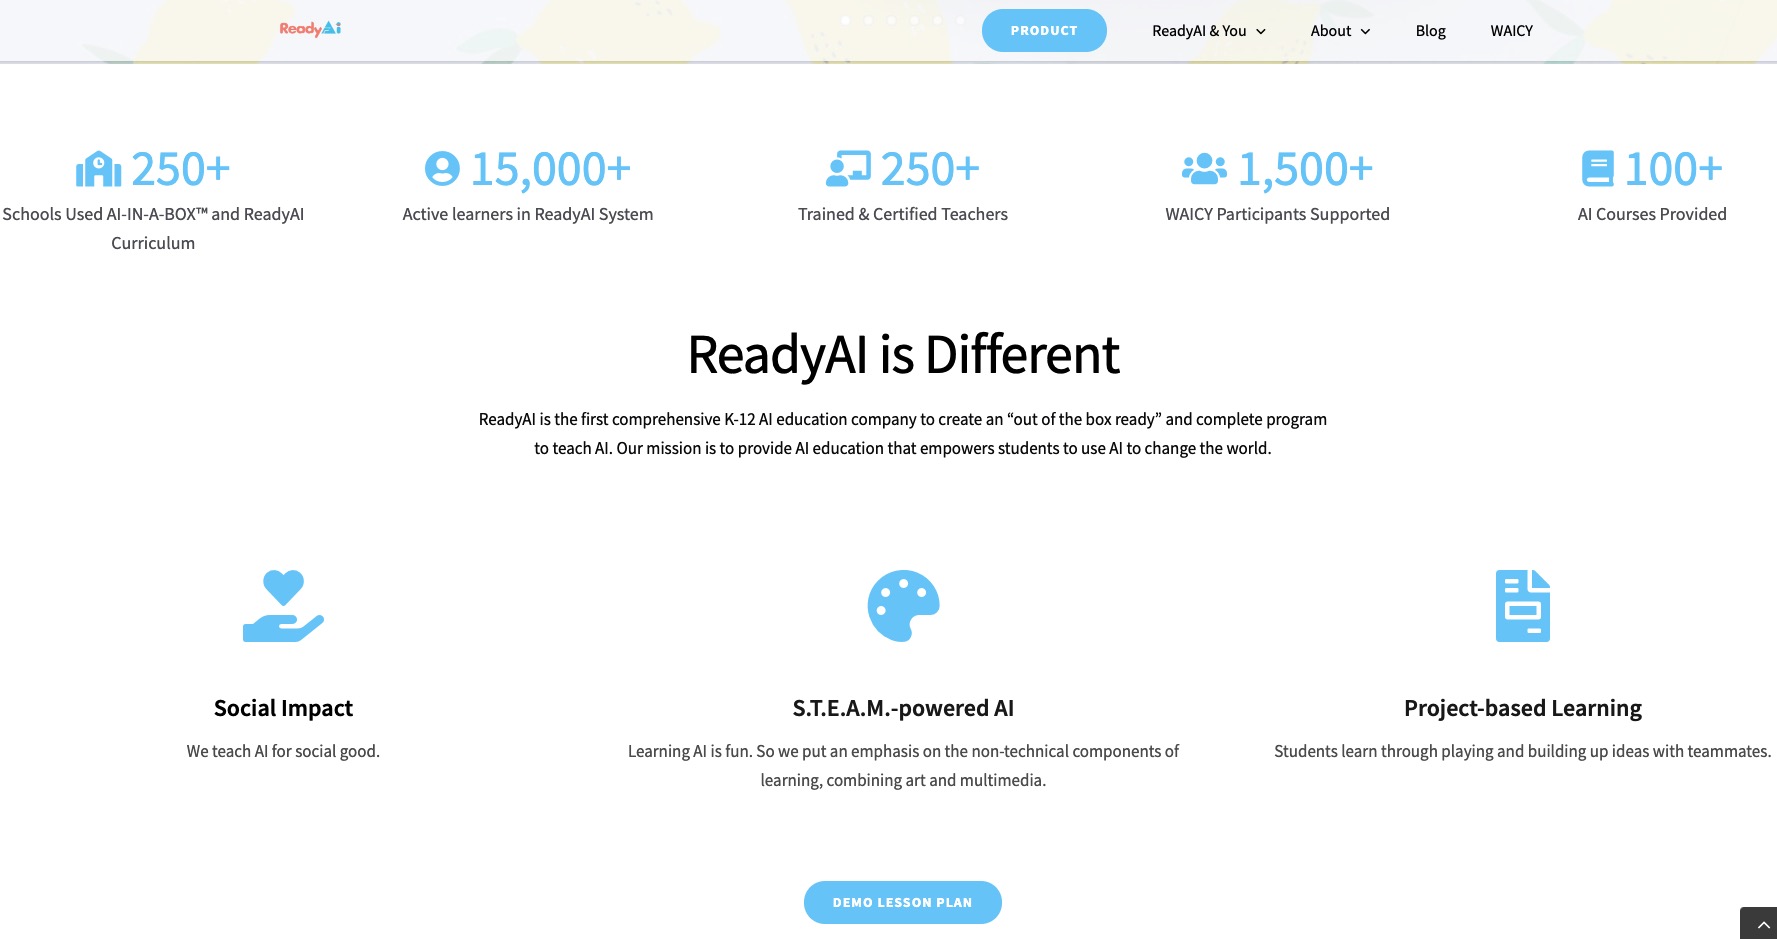 ReadyAi
PRODUCT
ReadyAI & You
About
Blog
WAICY
250+
Schools Used AI-IN-A-BOX™ and ReadyAI
Curriculum
15,000+
Active learners in ReadyAI System
250+
Trained & Certified Teachers
1,500+
WAICY Participants Supported
100+
AI Courses Provided
ReadyAI is Different
ReadyAI is the first comprehensive K-12 AI education company to create an “out of the box ready” and complete program
to teach AI. Our mission is to provide AI education that empowers students to use AI to change the world.
Social Impact
We teach AI for social good.
S.T.E.A.M.-powered AI
Learning AI is fun. So we put an emphasis on the non-technical components of
learning, combining art and multimedia.
Project-based Learning
Students learn through playing and building up ideas with teammates.
DEMO LESSON PLAN